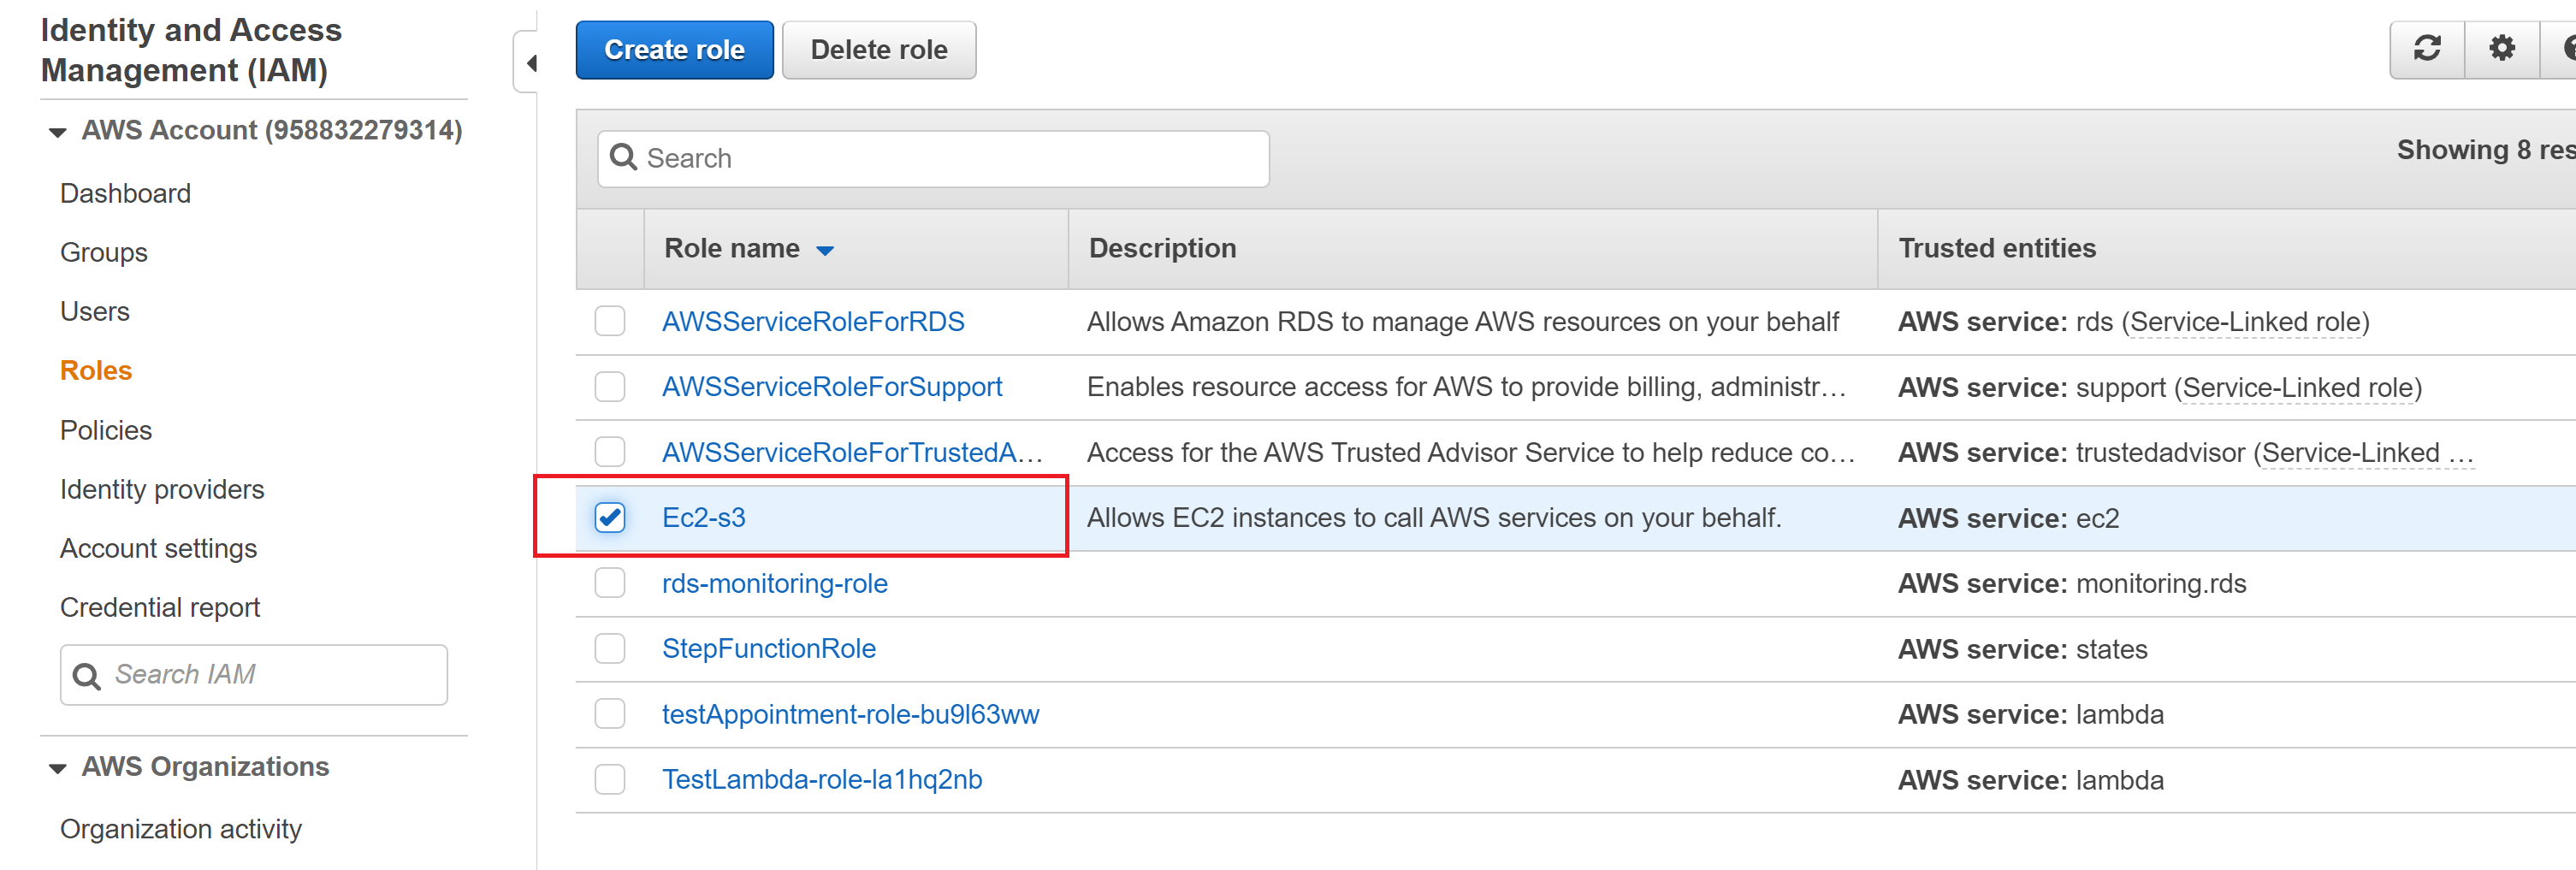 Identity and Access
Management (IAM)
AWS Account (958832279314)
Dashboard
Groups
Users
Roles
Policies
Identity providers
Account settings
Credential report
Search IAM
AWS Organizations
Organization activity
Create role Delete role
Search
Showing 8
Role name Description Trusted entities
AWSServiceRoleForRDS Allows Amazon RDS to manage AWS resources on your behalf AWS service: rds (Service-Linked role)
AWSServiceRoleForSupport Enables resource access for AWS to provide billing, administr… AWS service: support (Service-Linked role)
AWSServiceRoleForTrustedA… Access for the AWS Trusted Advisor Service to help reduce co… AWS service: trustedadvisor (Service-Linked …
Ec2-s3 Allows EC2 instances to call AWS services on your behalf. AWS service: ec2
rds-monitoring-role AWS service: monitoring.rds
StepFunctionRole AWS service: states
testAppointment-role-bu9l63ww AWS service: lambda
TestLambda-role-la1hq2nb AWS service: lambda